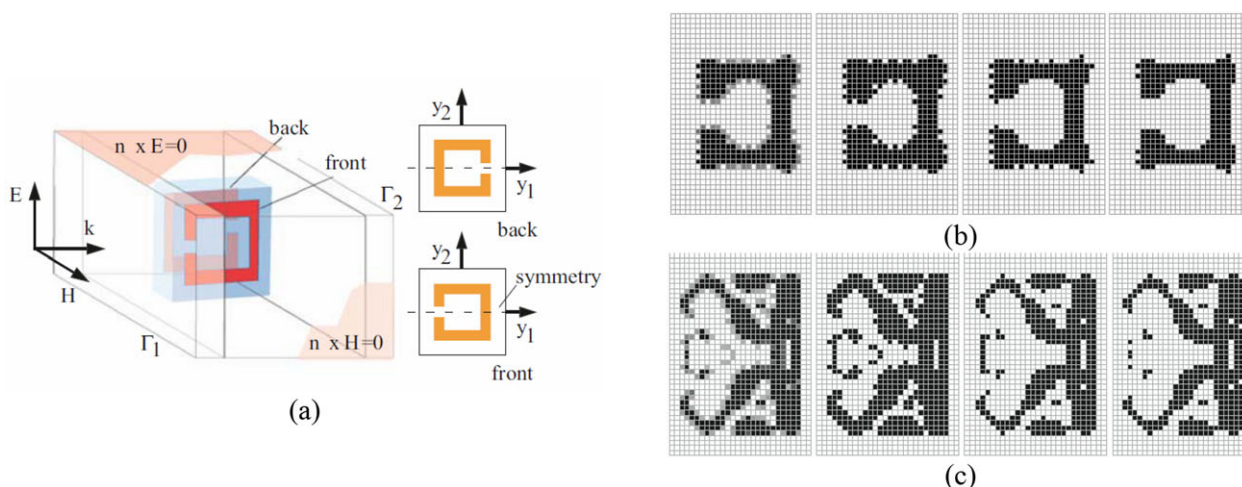 n x E=0
back
front
Γ2
E
k
H
Γ1
n x H=0
y2
y1
back
y2
symmetry
y1
front
(a)
(b)
(c)